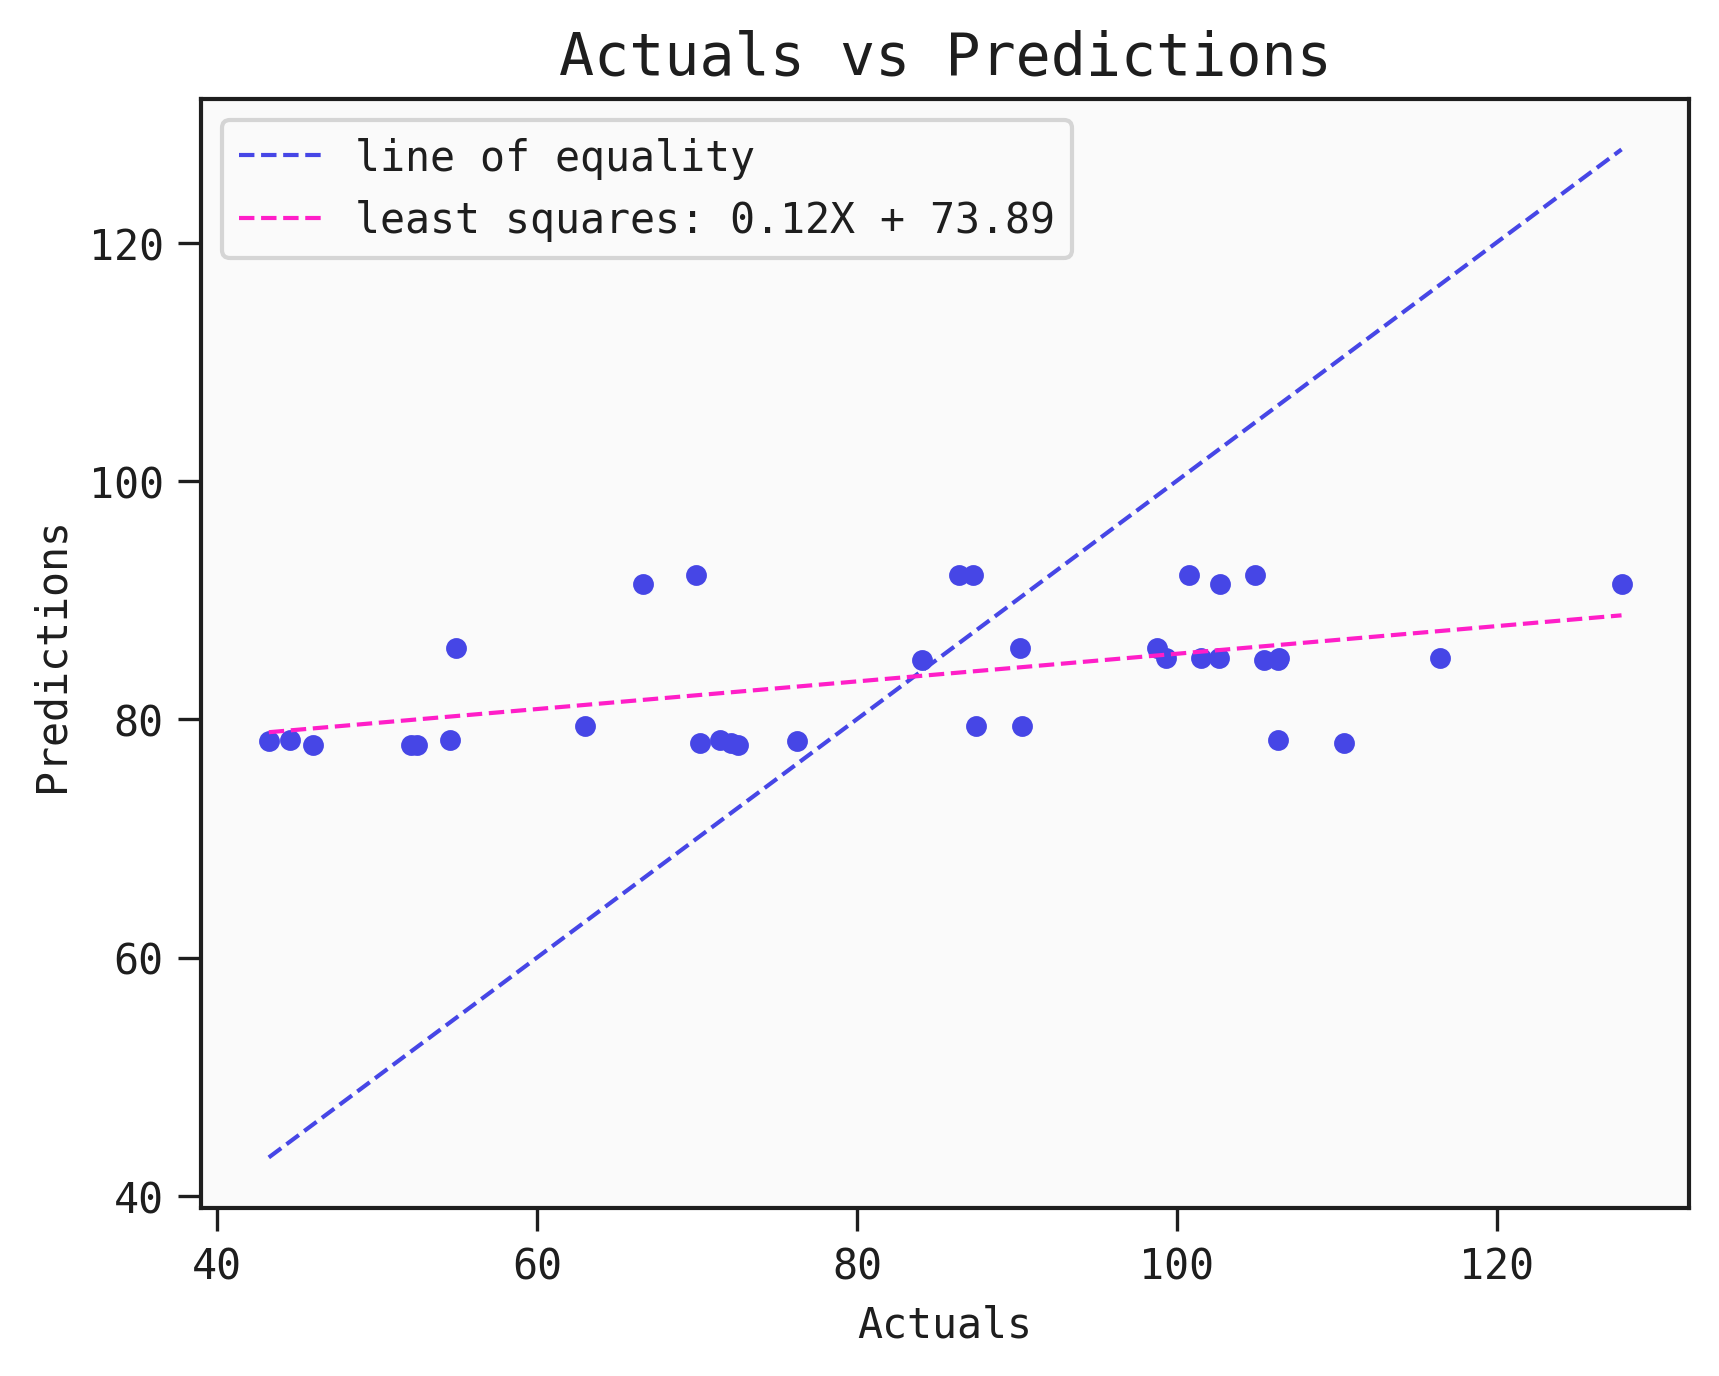 Actuals vs Predictions
line of equality
least squares: 0.12X + 73.89
120
100
80
60
40
Predictions
40 60 80 100 120
Actuals